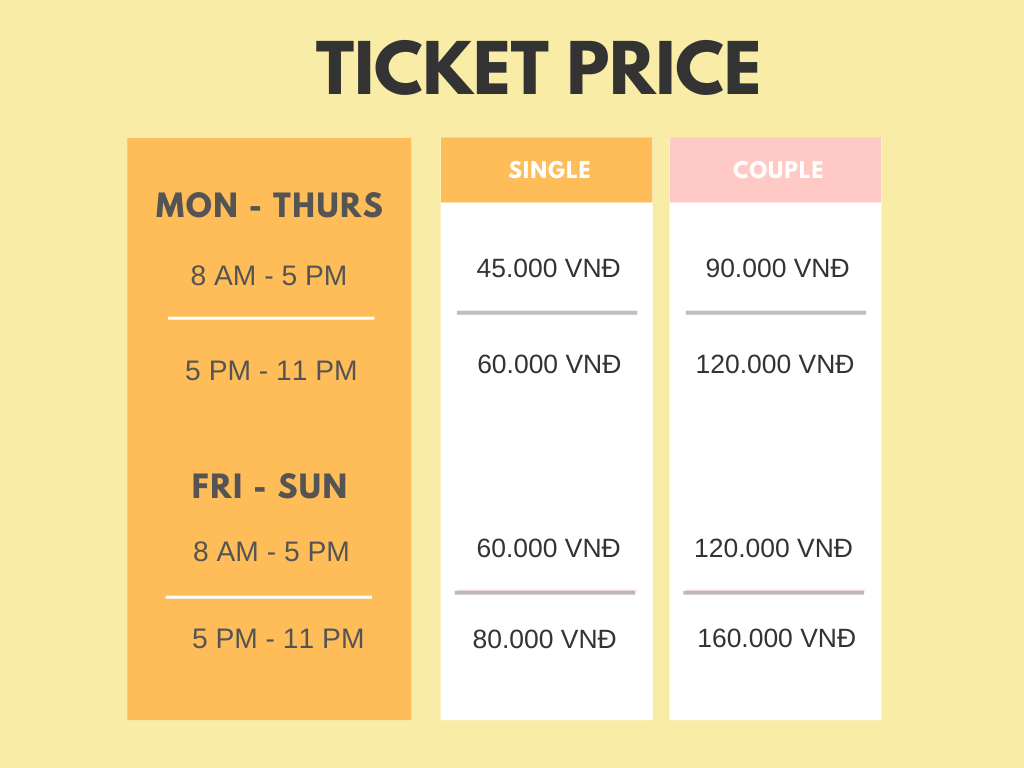 TICKET PRICE
SINGLE COUPLE
MON - THURS
8 AM - 5 PM 45.000 VNĐ 90.000 VNĐ
5 PM - 11 PM 60.000 VNĐ 120.000 VNĐ
FRI - SUN
8 AM - 5 PM 60.000 VNĐ 120.000 VNĐ
5 PM - 11 PM 80.000 VNĐ 160.000 VNĐ